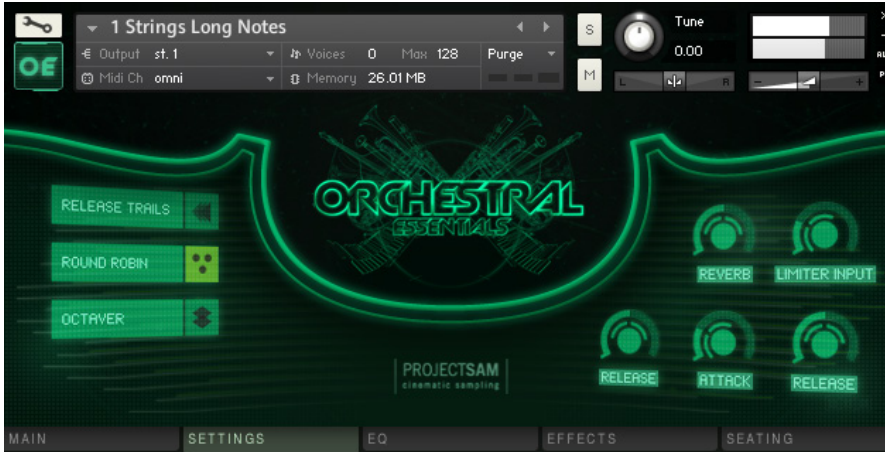 1 Strings Long Notes
Output st. 1 Voices 0 Max 128 Purge
Midi Ch omni Memory 26.01 MB
OE
S
M
Tune
0.00
L R
- +
ORCHESTRAL
ESSENTIALS
RELEASE TRAILS
ROUND ROBIN
OCTAVER
REVERB LIMITER INPUT
RELEASE ATTACK RELEASE
PROJECTSAM
cinematic sampling
MAIN SETTINGS EQ EFFECTS SEATING